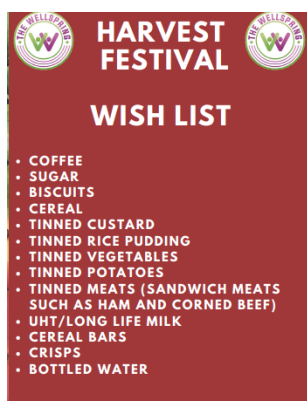 THE WELLSPRING
THE WELLSPRING
HARVEST
FESTIVAL
WISH LIST
• COFFEE
• SUGAR
• BISCUITS
• CEREAL
• TINNED CUSTARD
• TINNED RICE PUDDING
• TINNED VEGETABLES
• TINNED POTATOES
• TINNED MEATS (SANDWICH MEATS
SUCH AS HAM AND CORNED BEEF)
• UHT/LONG LIFE MILK
• CEREAL BARS
• CRISPS
• BOTTLED WATER